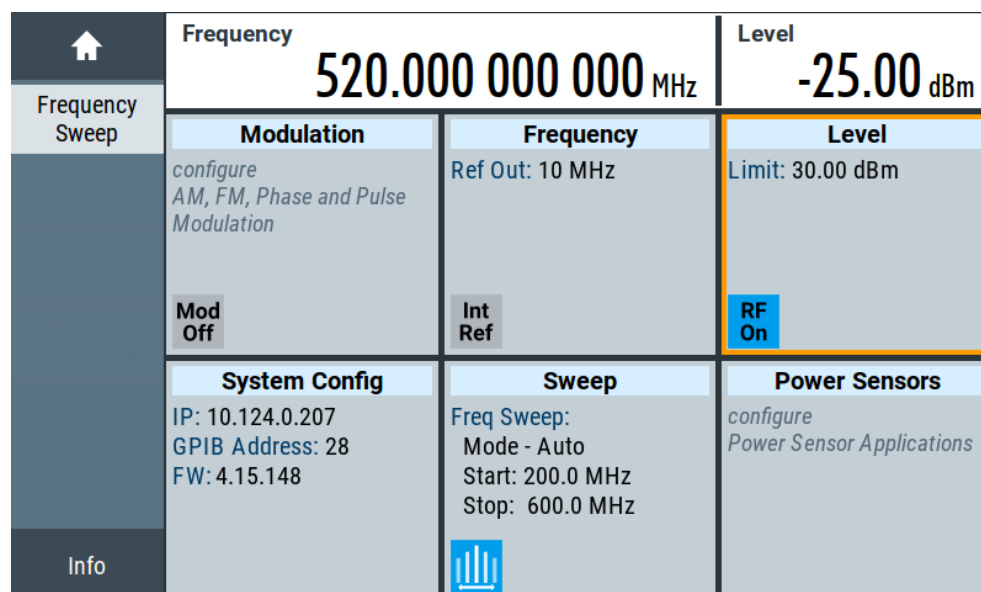 Frequency
520.000 000 000 MHz
Level
-25.00 dBm
Frequency
Sweep
Modulation
configure
AM, FM, Phase and Pulse
Modulation
Mod
Off
Frequency
Ref Out: 10 MHz
Int
Ref
Level
Limit: 30.00 dBm
RF
On
System Config
IP: 10.124.0.207
GPIB Address: 28
FW: 4.15.148
Sweep
Freq Sweep:
Mode - Auto
Start: 200.0 MHz
Stop: 600.0 MHz
Power Sensors
configure
Power Sensor Applications
Info